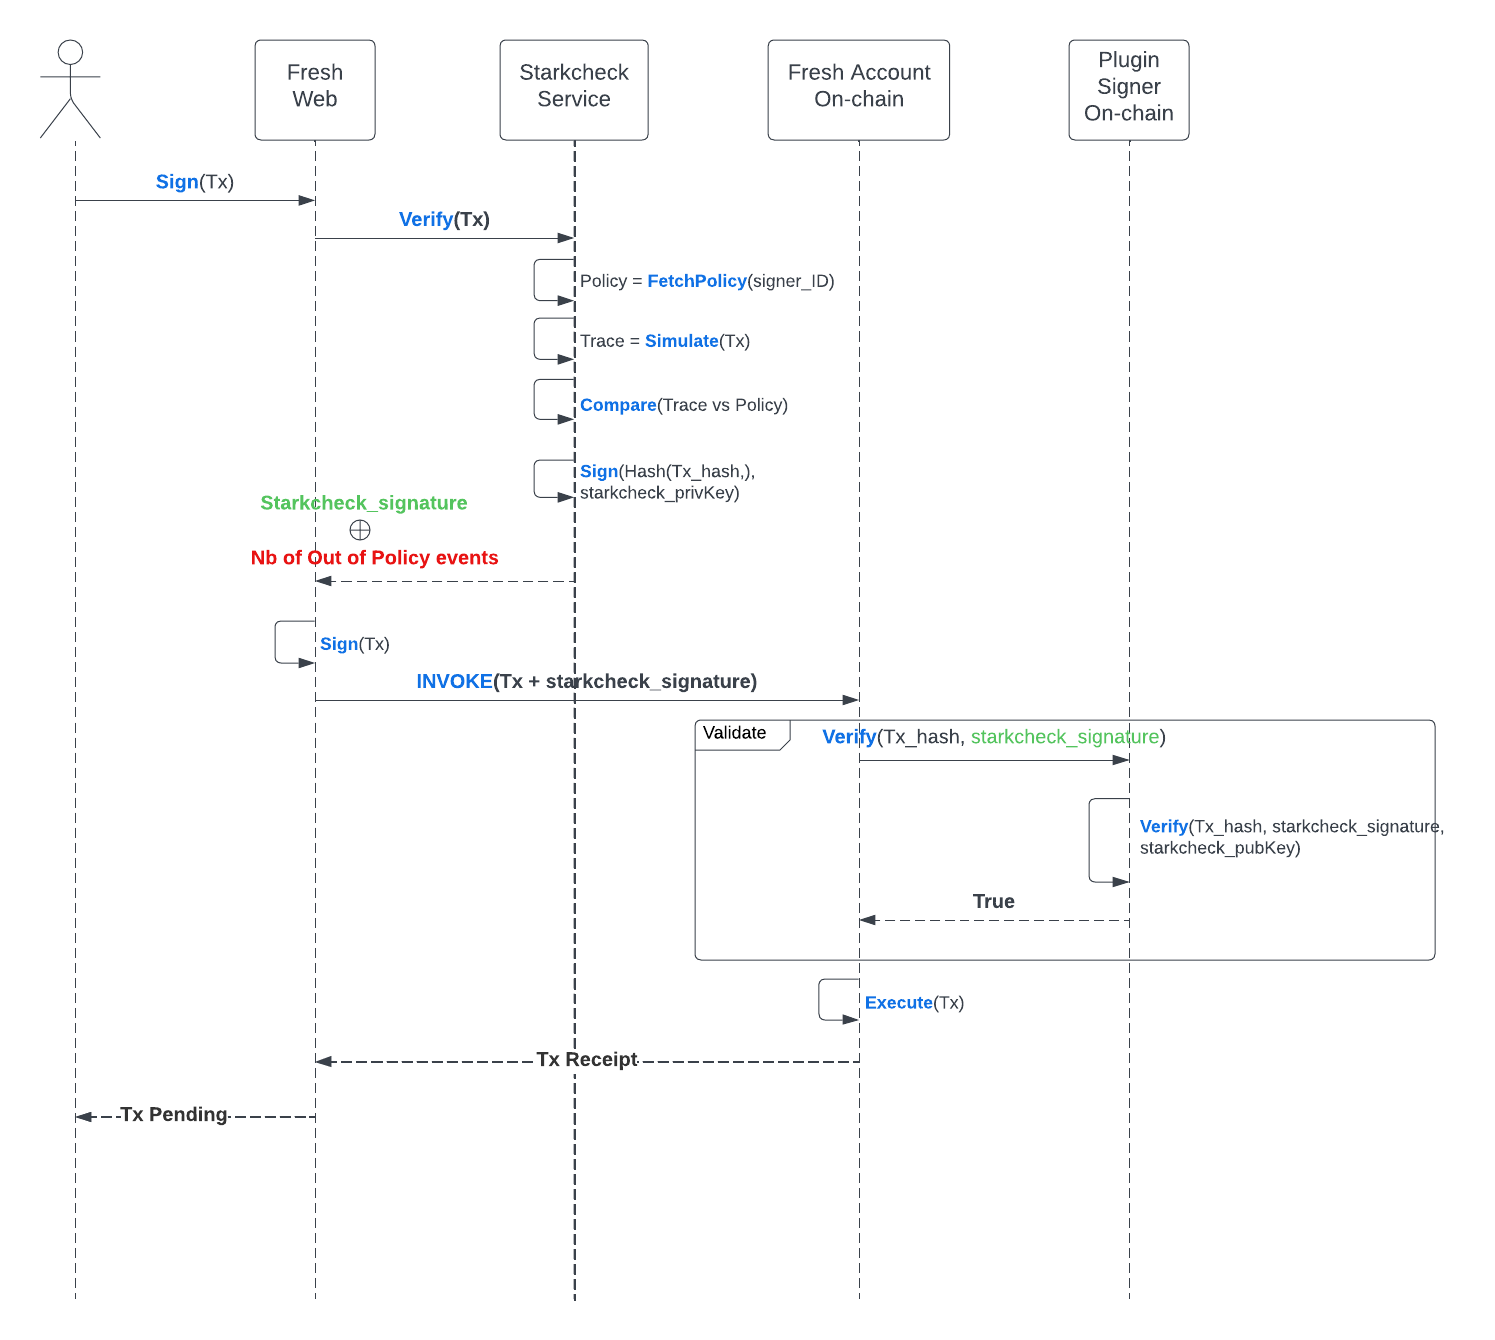 Fresh
Web
Starkcheck
Service
Fresh Account
On-chain
Plugin
Signer
On-chain
Sign(Tx)
Verify(Tx)
Policy = FetchPolicy(signer_ID)
Trace = Simulate(Tx)
Compare(Trace vs Policy)
Sign(Hash(Tx_hash,),
starkcheck_privKey)
Starkcheck_signature
Nb of Out of Policy events
Sign(Tx)
INVOKE(Tx + starkcheck_signature)
Validate
Verify(Tx_hash, starkcheck_signature)
Verify(Tx_hash, starkcheck_signature,
starkcheck_pubKey)
True
Execute(Tx)
Tx Receipt
Tx Pending